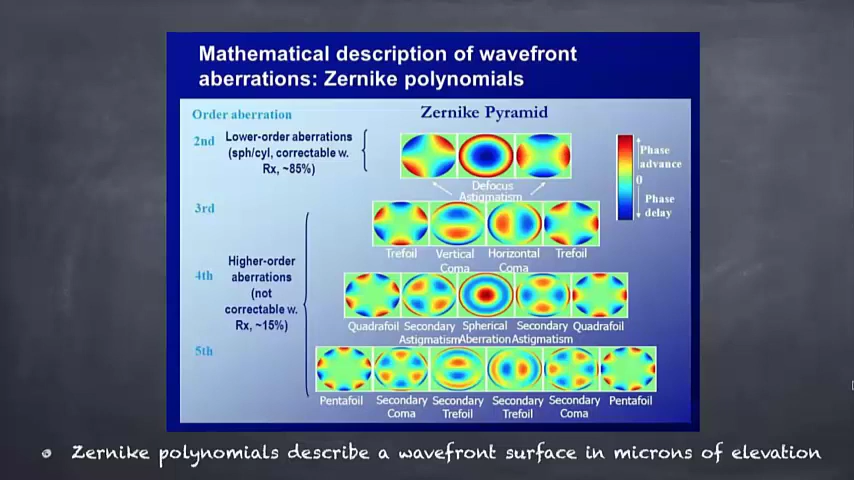 Mathematical description of wavefront
aberrations: Zernike polynomials
Order aberration
Zernike Pyramid
2nd
Lower-order aberrations
(sph/cyl, correctable w.
Rx, ~85%)
Defocus
Astigmatism
Phase
advance
0
Phase
delay
3rd
Trefoil
Vertical
Coma
Horizontal
Coma
Trefoil
Higher-order
aberrations
(not
correctable w.
Rx, ~15%)
4th
Quadrafoil
Secondary
Astigmatism
Spherical
Aberration
Secondary
Astigmatism
Quadrafoil
5th
Pentafoil
Secondary
Coma
Secondary
Trefoil
Secondary
Trefoil
Secondary
Coma
Pentafoil
Zernike polynomials describe a wavefront surface in microns of elevation